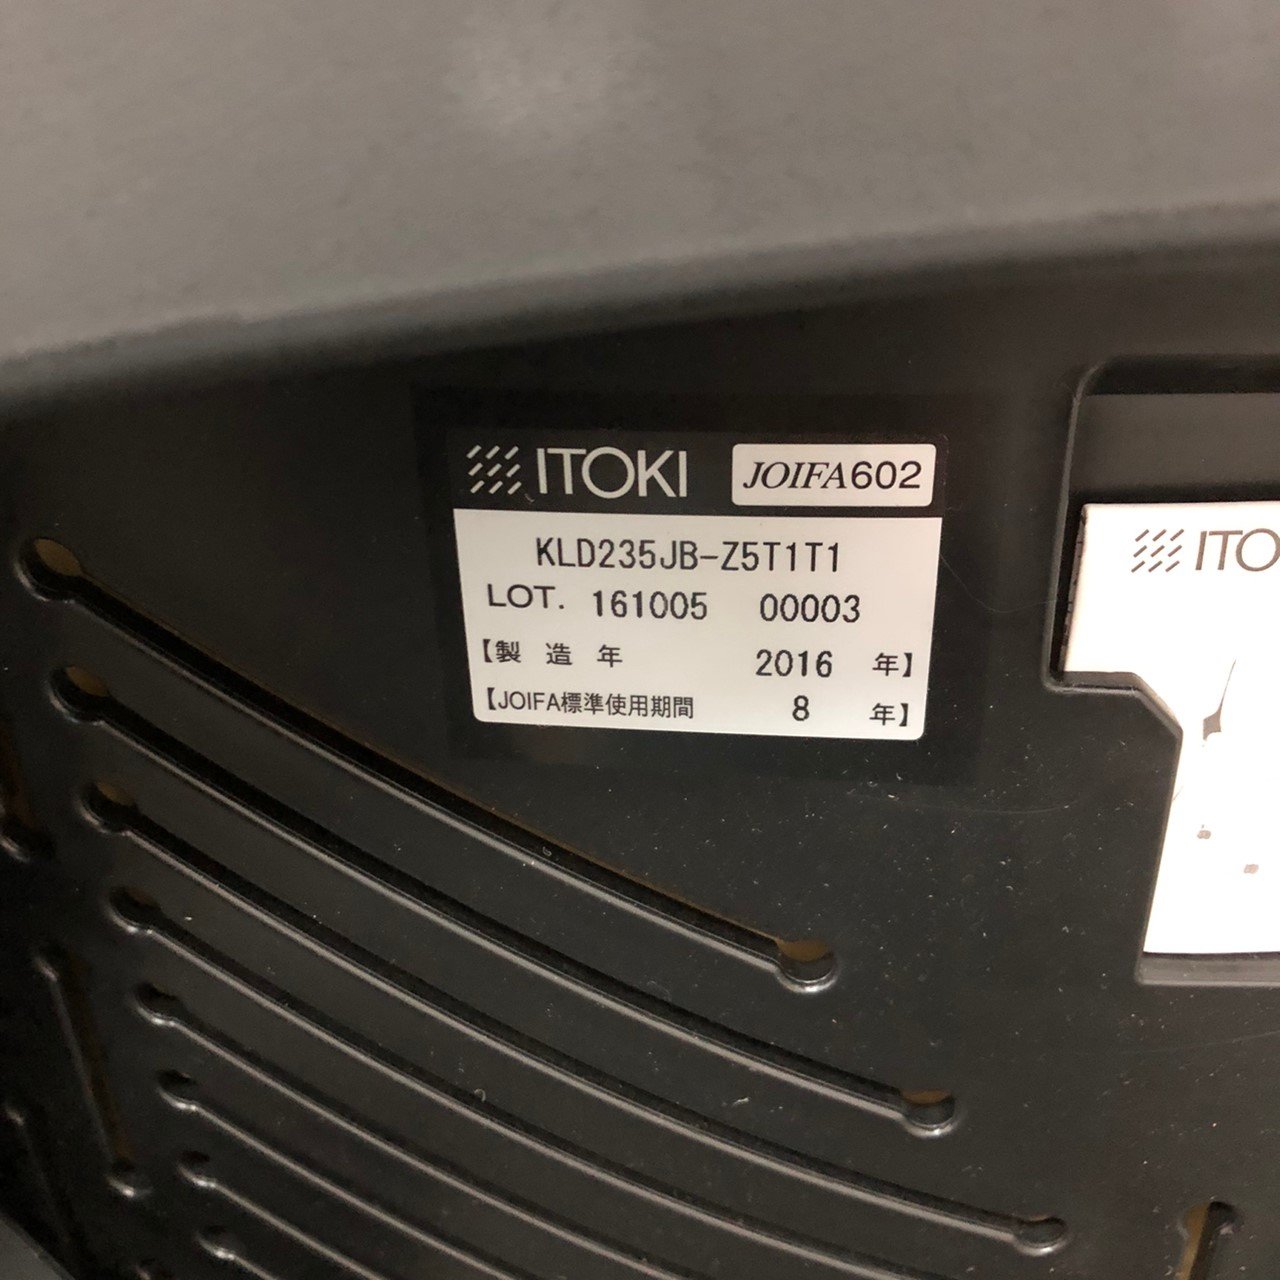 ITOKI JOIFA602
KLD235JB-Z5T1T1
LOT. 161005 00003
【製造年 2016 年】
【JOIFA標準使用期間 8 年】
ITO